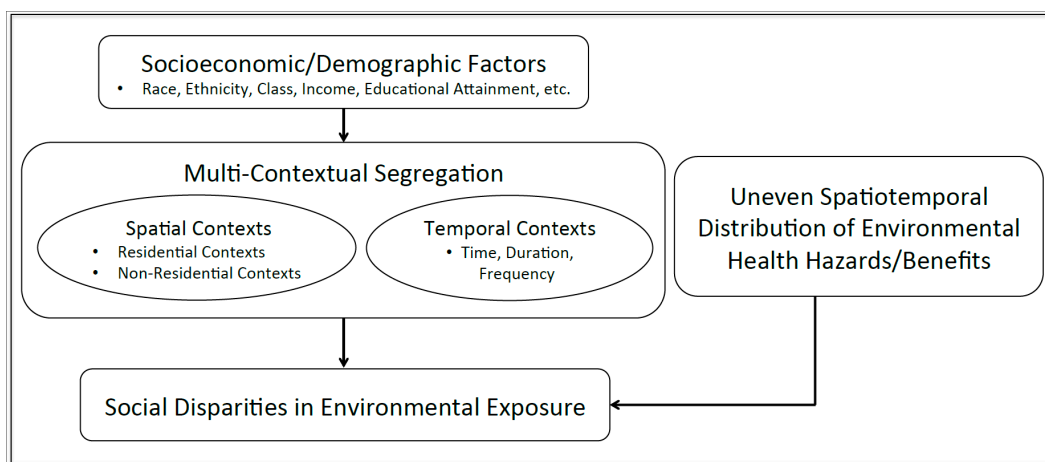 Socioeconomic/Demographic Factors
• Race, Ethnicity, Class, Income, Educational Attainment, etc.
Multi-Contextual Segregation
Spatial Contexts
• Residential Contexts
• Non-Residential Contexts
Temporal Contexts
• Time, Duration,
Frequency
Uneven Spatiotemporal
Distribution of Environmental
Health Hazards/Benefits
Social Disparities in Environmental Exposure